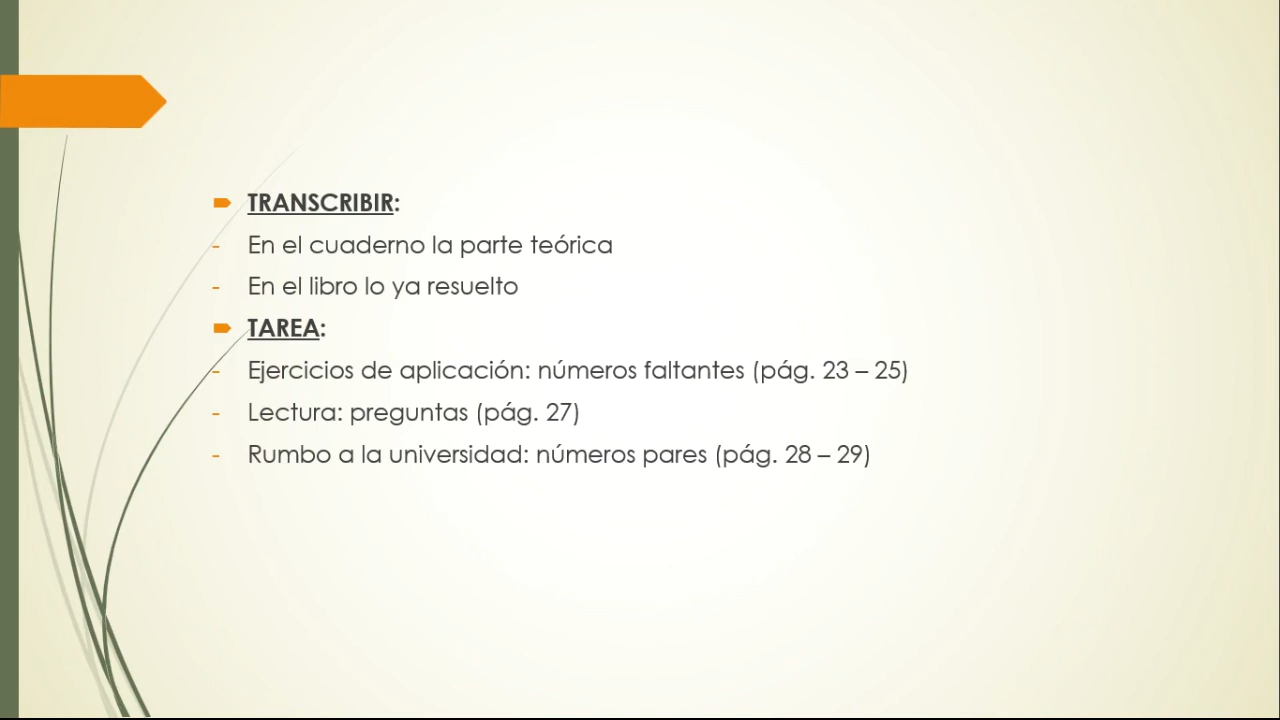 TRANSCRIBIR:
- En el cuaderno la parte teórica
- En el libro lo ya resuelto
TAREA:
- Ejercicios de aplicación: números faltantes (pág. 23 – 25)
- Lectura: preguntas (pág. 27)
- Rumbo a la universidad: números pares (pág. 28 – 29)